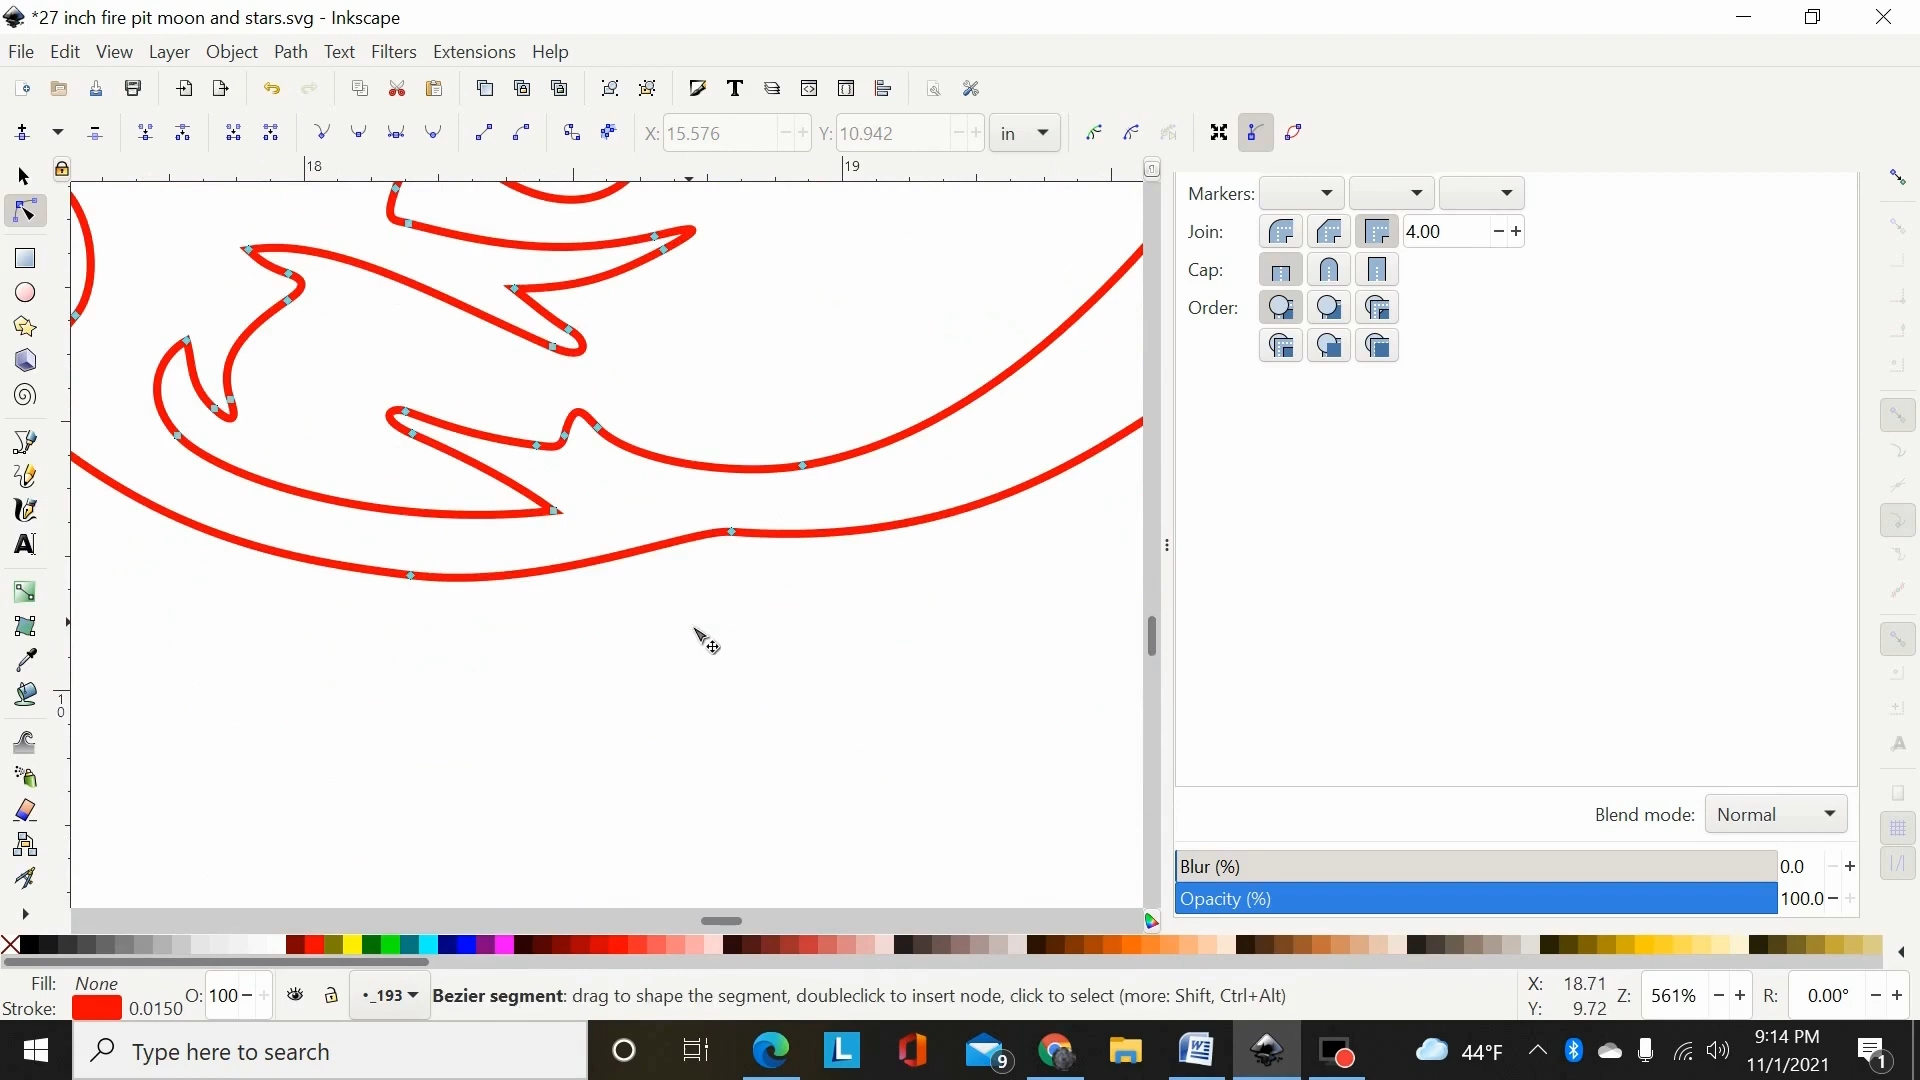 *27 inch fire pit moon and stars.svg - Inkscape
File Edit View Layer Object Path Text Filters Extensions Help
X: 15.576 Y: 10.942 in
18 19
Markers:
Join: 4.00
Cap:
Order:
10
Blend mode: Normal
Blur (%) 0.0
Opacity (%) 100.0
Fill: None
Stroke: 0.0150 O: 100 •_193 Bezier segment: drag to shape the segment, doubleclick to insert node, click to select (more: Shift, Ctrl+Alt)
X: 18.71
Y: 9.72
Z: 561% R: 0.00°
Type here to search
9
44°F
9:14 PM
11/1/2021
1